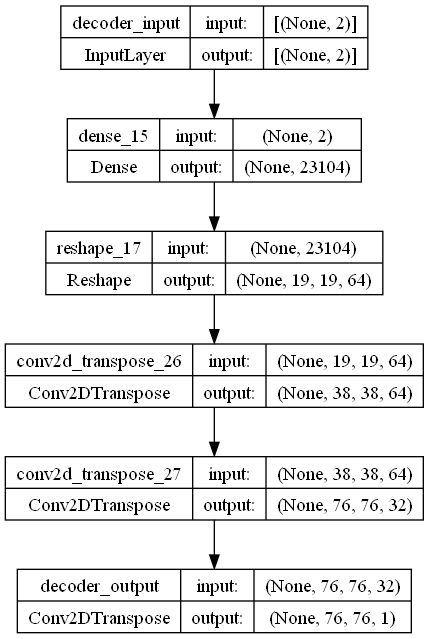 decoder_input input: [(None, 2)]
InputLayer output: [(None, 2)]
dense_15 input: (None, 2)
Dense output: (None, 23104)
reshape_17 input: (None, 23104)
Reshape output: (None, 19, 19, 64)
conv2d_transpose_26 input: (None, 19, 19, 64)
Conv2DTranspose output: (None, 38, 38, 64)
conv2d_transpose_27 input: (None, 38, 38, 64)
Conv2DTranspose output: (None, 76, 76, 32)
decoder_output input: (None, 76, 76, 32)
Conv2DTranspose output: (None, 76, 76, 1)